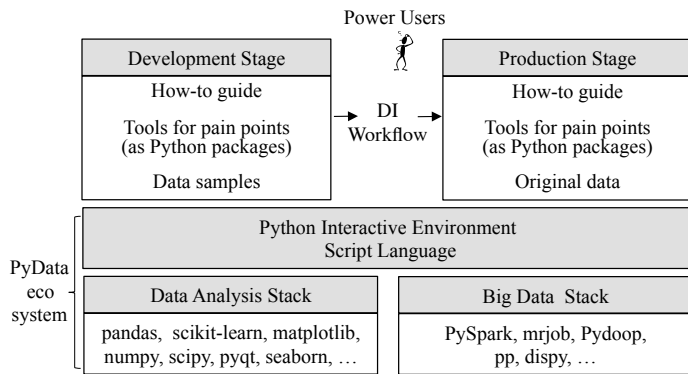 Power Users
Development Stage
How-to guide
Tools for pain points
(as Python packages)
Data samples
DI
Workflow
Production Stage
How-to guide
Tools for pain points
(as Python packages)
Original data
PyData
eco
system
Python Interactive Environment
Script Language
Data Analysis Stack
pandas, scikit-learn, matplotlib,
numpy, scipy, pyqt, seaborn, …
Big Data Stack
PySpark, mrjob, Pydoop,
pp, dispy, …